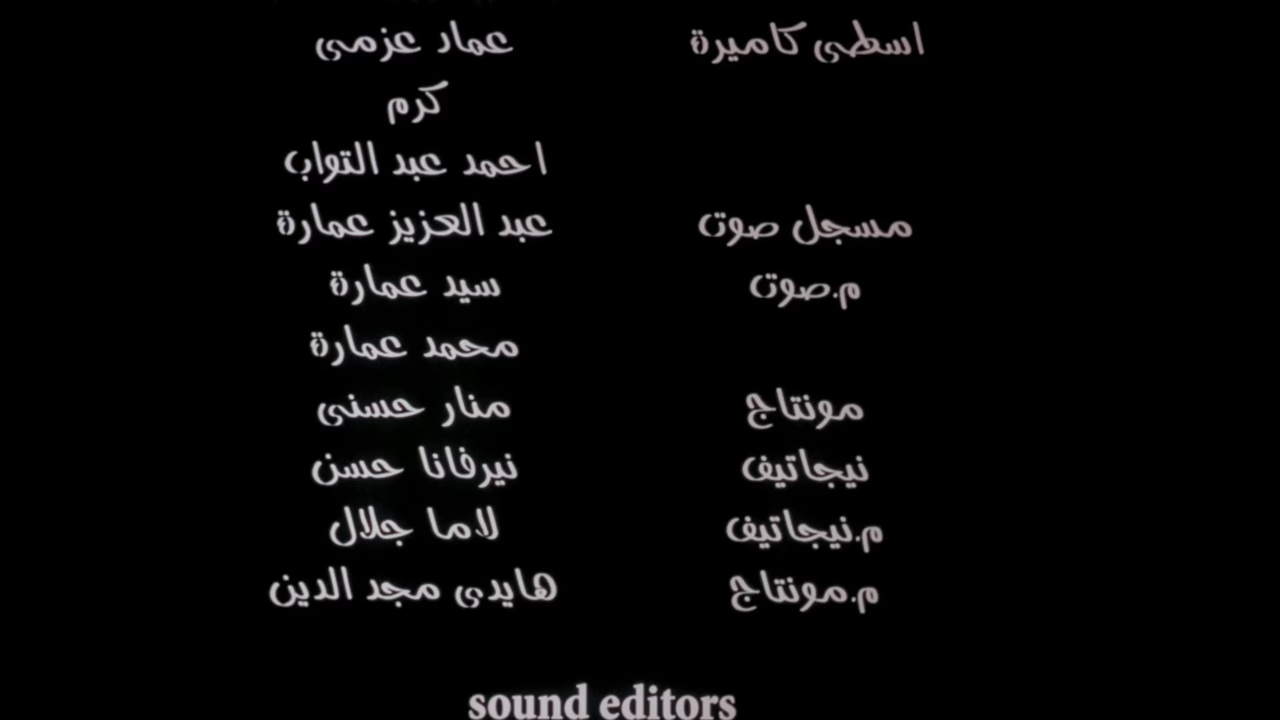 اسطى كاميرة عماد عزمى
كرم
احمد عبد التواب
مسجل صوت عبد العزيز عمارة
م.صوت سيد عمارة
محمد عمارة
مونتاج منار حسنى
نيجاتيف نيرفانا حسن
م.نيجاتيف لاما جلال
م.مونتاج هايدى مجد الدين
sound editors